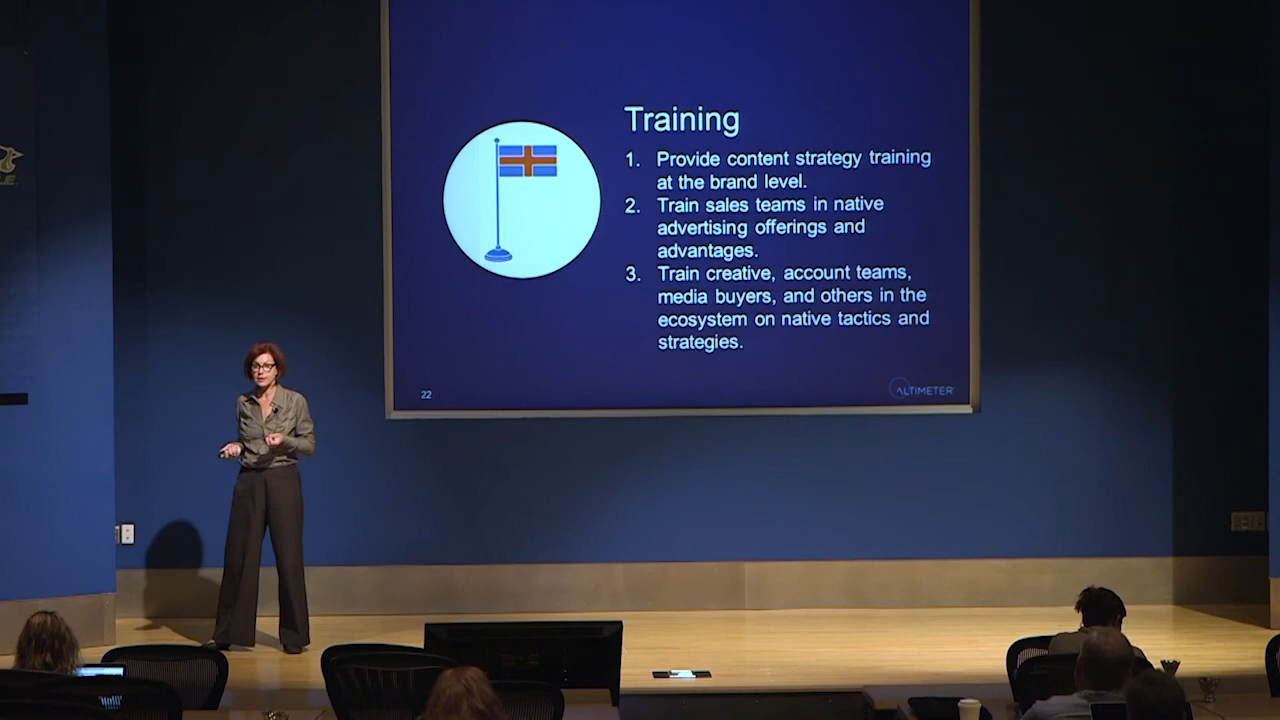 Training
1. Provide content strategy training
at the brand level.
2. Train sales teams in native
advertising offerings and
advantages.
3. Train creative, account teams,
media buyers, and others in the
ecosystem on native tactics and
strategies.
22
ALTIMETER